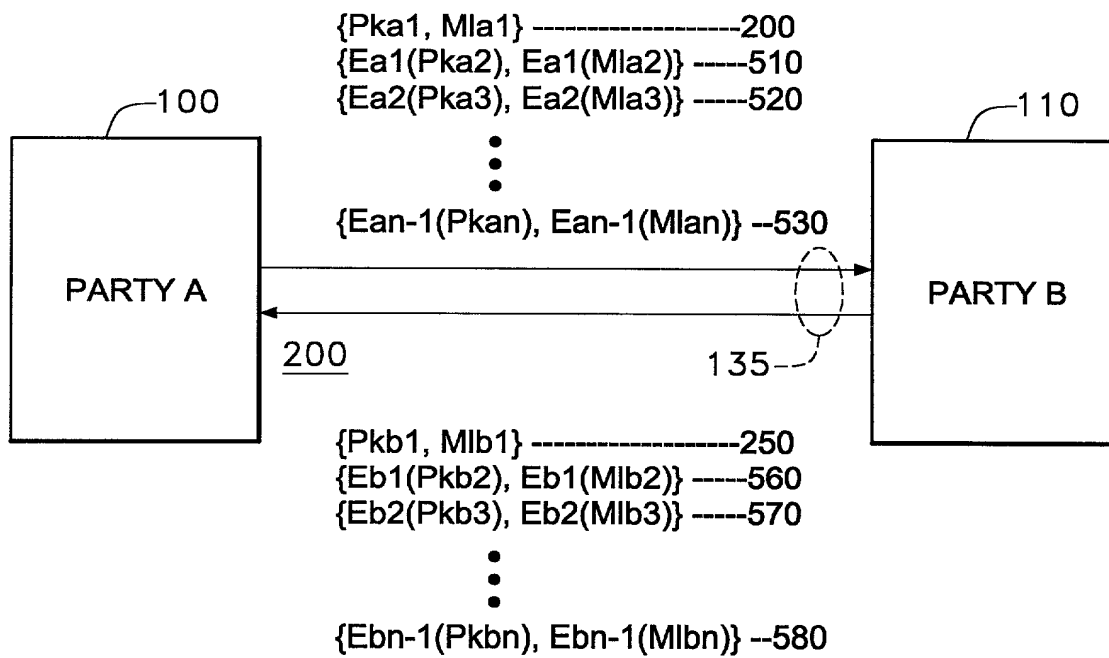 {Pka1, Mla1} -------------------200
{Ea1(Pka2), Ea1(Mla2)} -----510
{Ea2(Pka3), Ea2(Mla3)} -----520
100
110
{Ean-1(Pkan), Ean-1(Mlan)} --530
PARTY A
PARTY B
200
135
{Pkb1, Mlb1} -------------------250
{Eb1(Pkb2), Eb1(Mlb2)} -----560
{Eb2(Pkb3), Eb2(Mlb3)} -----570
{Ebn-1(Pkbn), Ebn-1(Mlbn)} --580